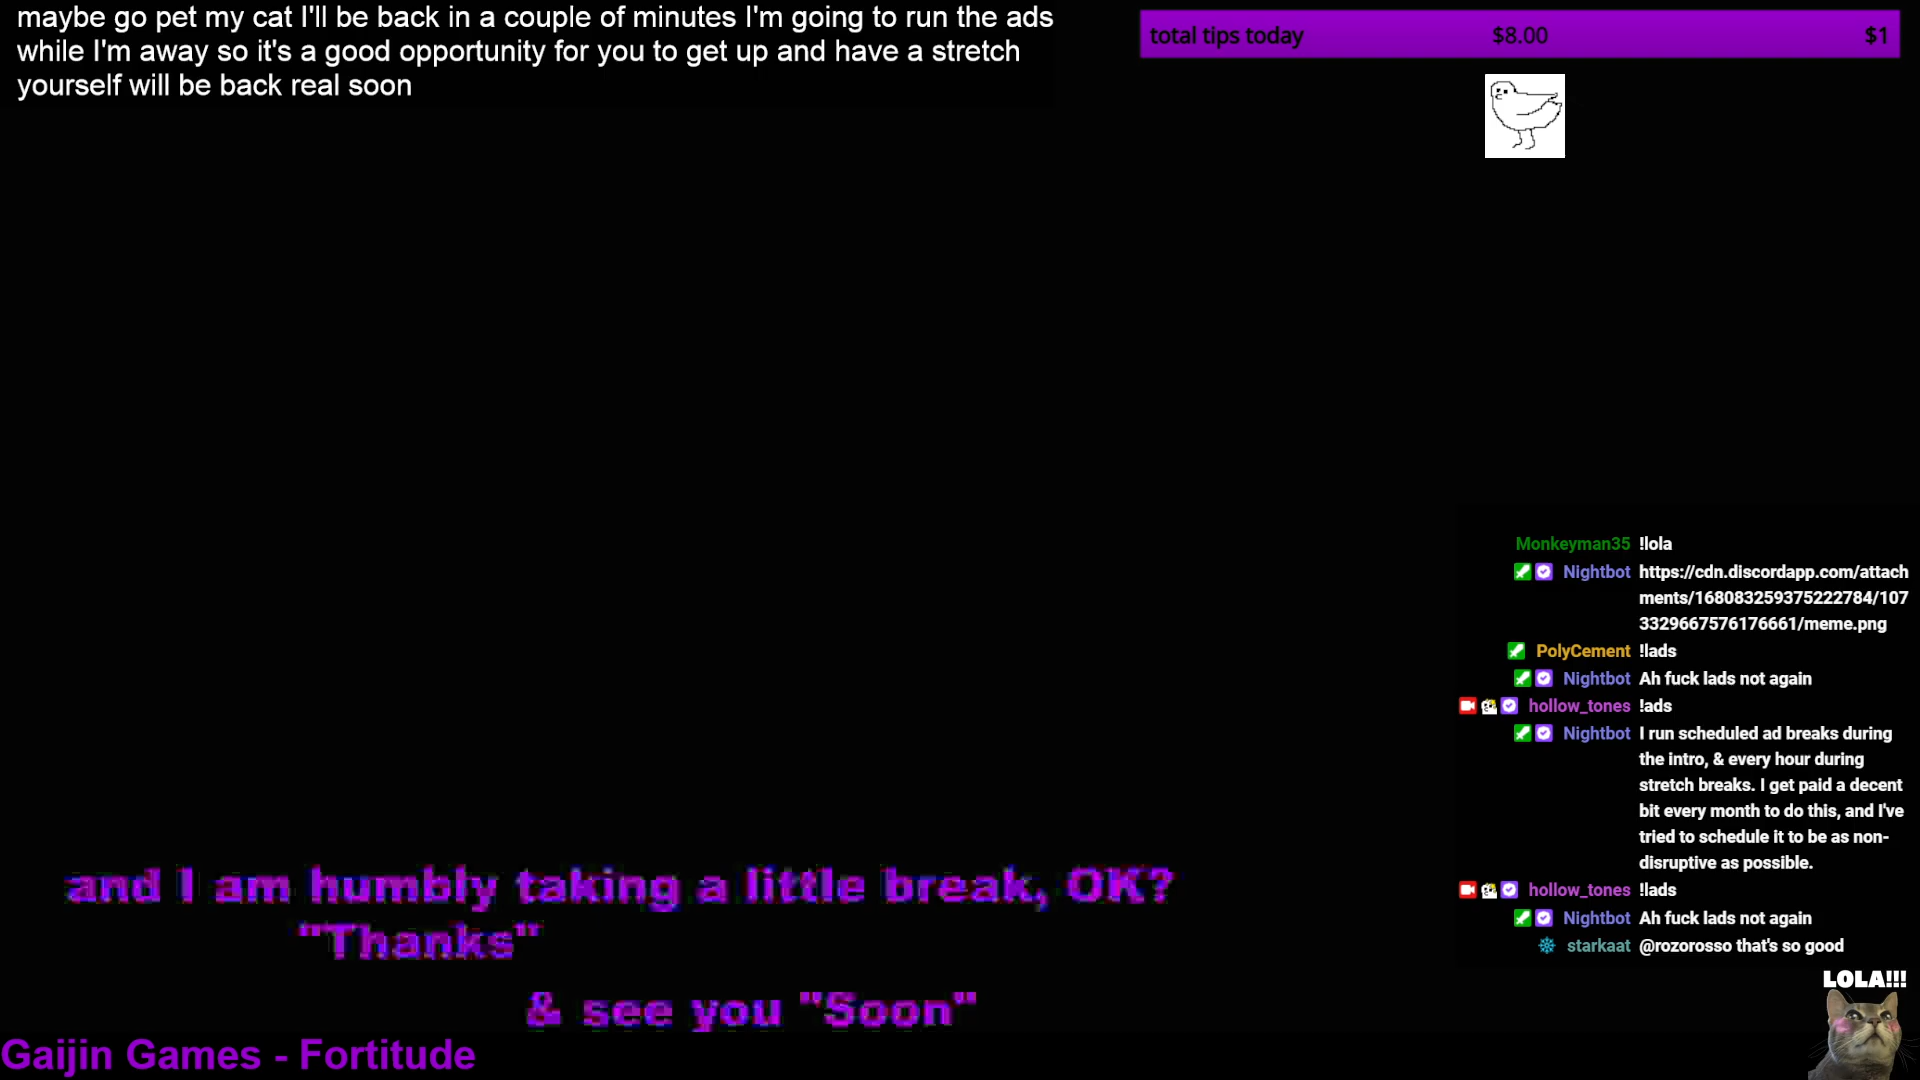 maybe go pet my cat I'll be back in a couple of minutes I'm going to run the ads
while I'm away so it's a good opportunity for you to get up and have a stretch
yourself will be back real soon
total tips today $8.00 $1
Monkeyman35 !lola
Nightbot https://cdn.discordapp.com/attach
ments/168083259375222784/107
3329667576176661/meme.png
PolyCement !lads
Nightbot Ah fuck lads not again
hollow_tones !ads
Nightbot I run scheduled ad breaks during
the intro, & every hour during
stretch breaks. I get paid a decent
bit every month to do this, and I've
tried to schedule it to be as non-
disruptive as possible.
hollow_tones !lads
Nightbot Ah fuck lads not again
starkaat @rozorosso that's so good
LOLA!!!
and I am humbly taking a little break, OK?
"Thanks"
& see you "Soon"
Gaijin Games - Fortitude